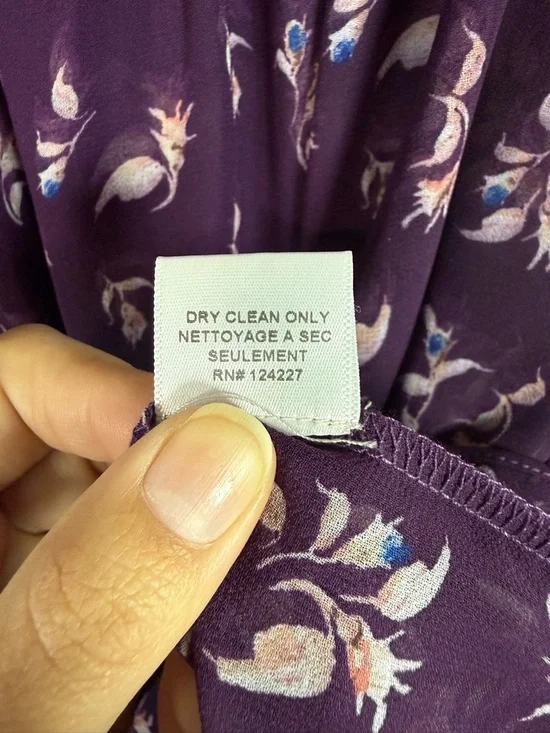 DRY CLEAN ONLY
NETTOYAGE A SEC
SEULEMENT
RN# 124227